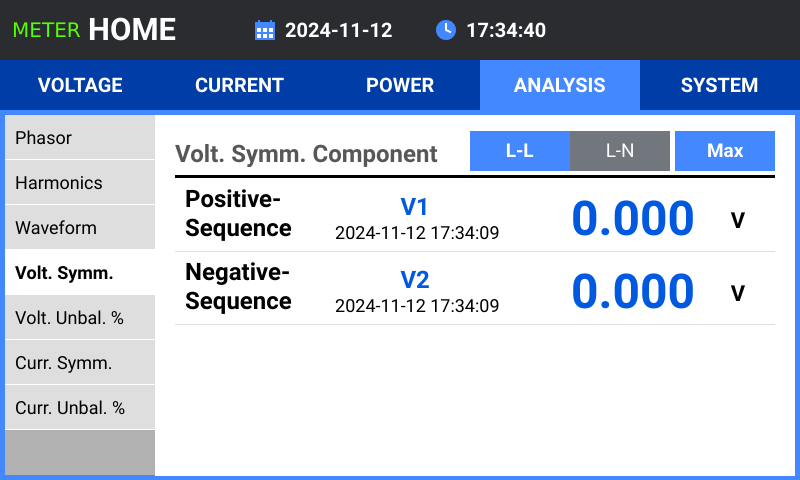 METER HOME 2024-11-12 17:34:40
VOLTAGE CURRENT POWER ANALYSIS SYSTEM
Phasor
Harmonics
Waveform
Volt. Symm.
Volt. Unbal. %
Curr. Symm.
Curr. Unbal. %
Volt. Symm. Component L-L L-N Max
Positive-
Sequence
V1
2024-11-12 17:34:09
0.000 V
Negative-
Sequence
V2
2024-11-12 17:34:09
0.000 V